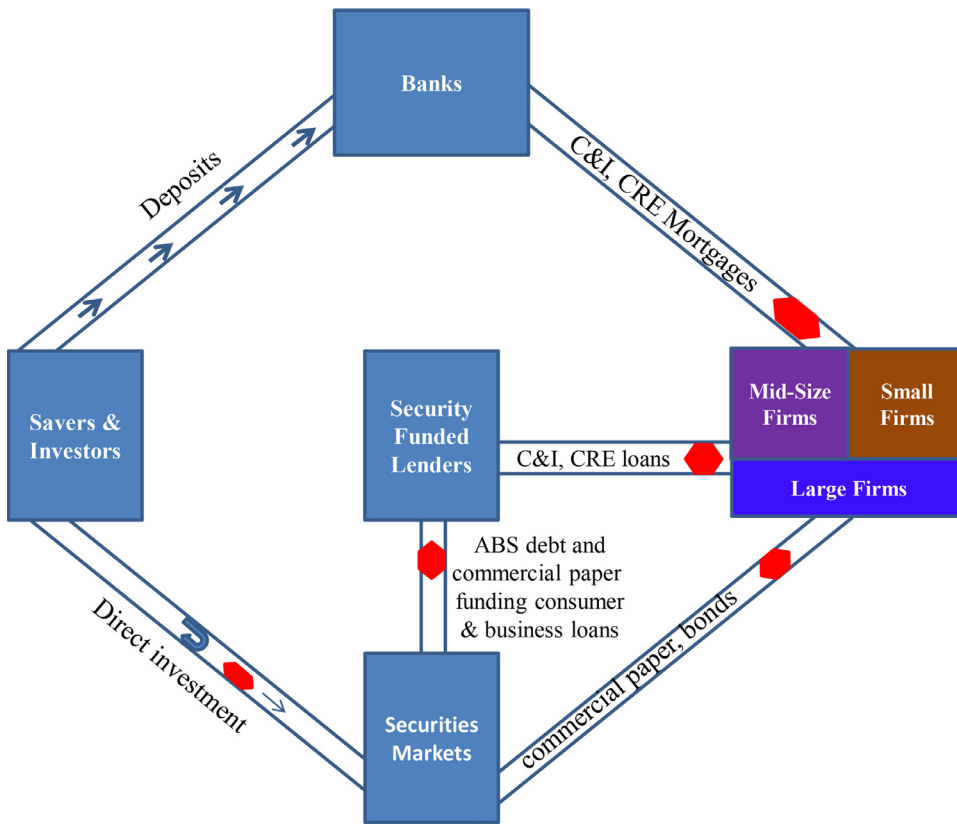 Banks
Deposits
C&I, CRE Mortgages
Savers &
Investors
Security
Funded
Lenders
Mid-Size
Firms
Small
Firms
C&I, CRE loans
Large Firms
ABS debt and
commercial paper
funding consumer
& business loans
Direct investment
commercial paper, bonds
Securities
Markets